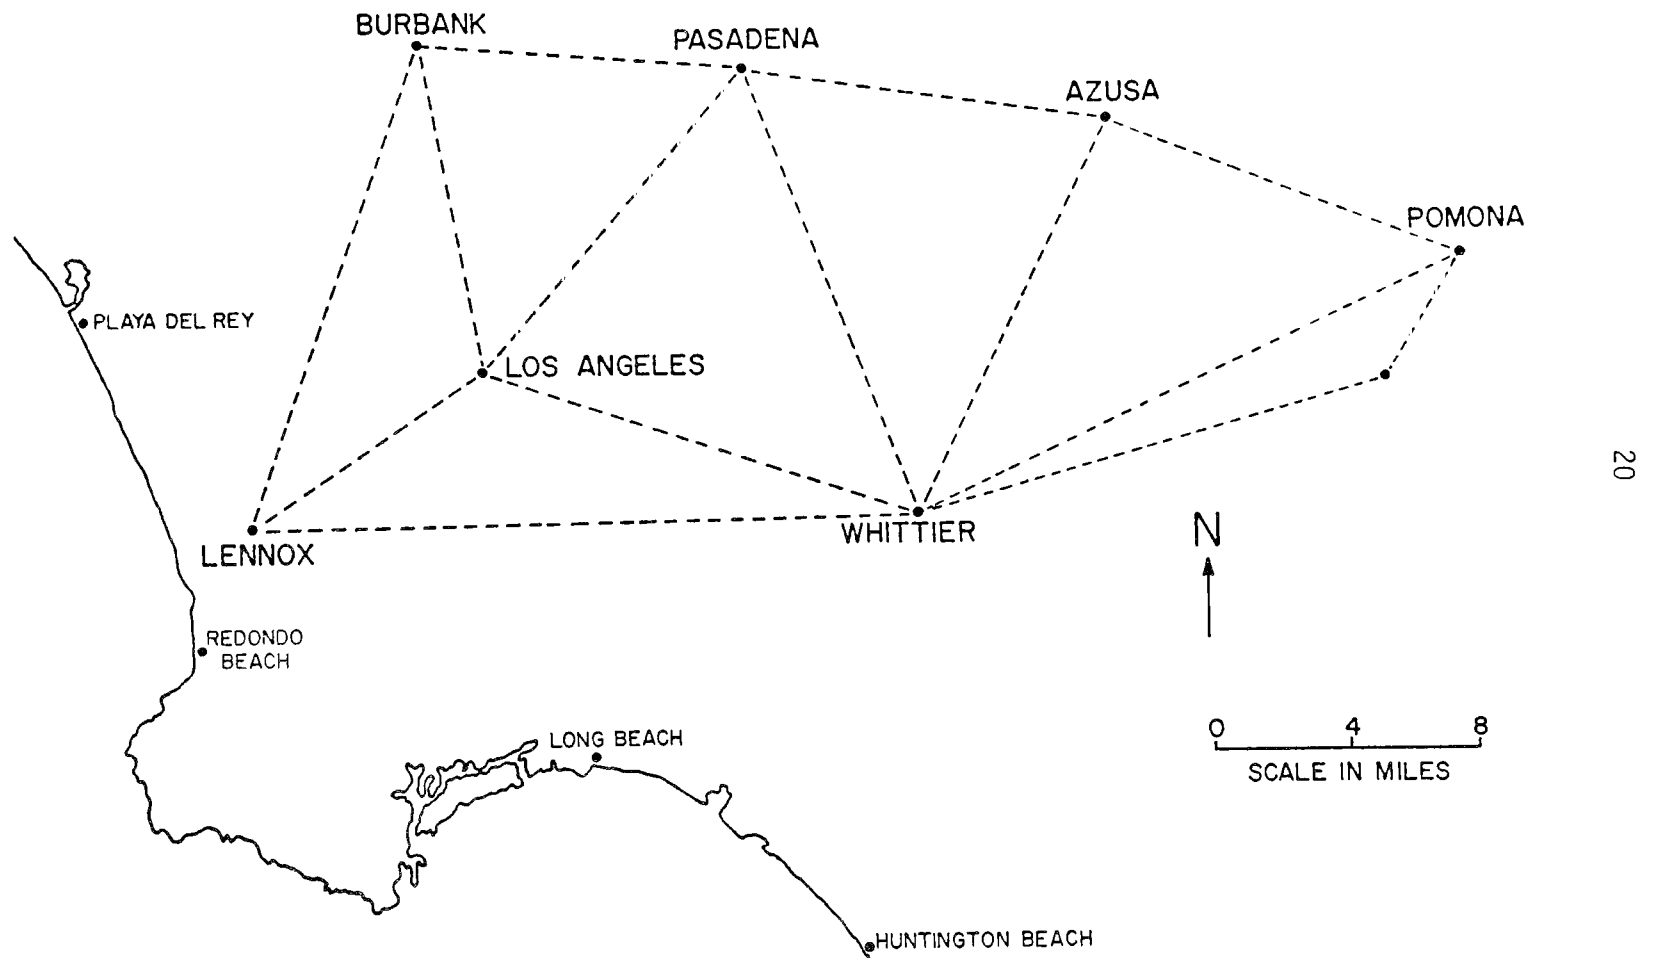 BURBANK
PASADENA
AZUSA
POMONA
PLAYA DEL REY
LOS ANGELES
20
WHITTIER
N
LENNOX
REDONDO
BEACH
0 4 8
SCALE IN MILES
LONG BEACH
HUNTINGTON BEACH